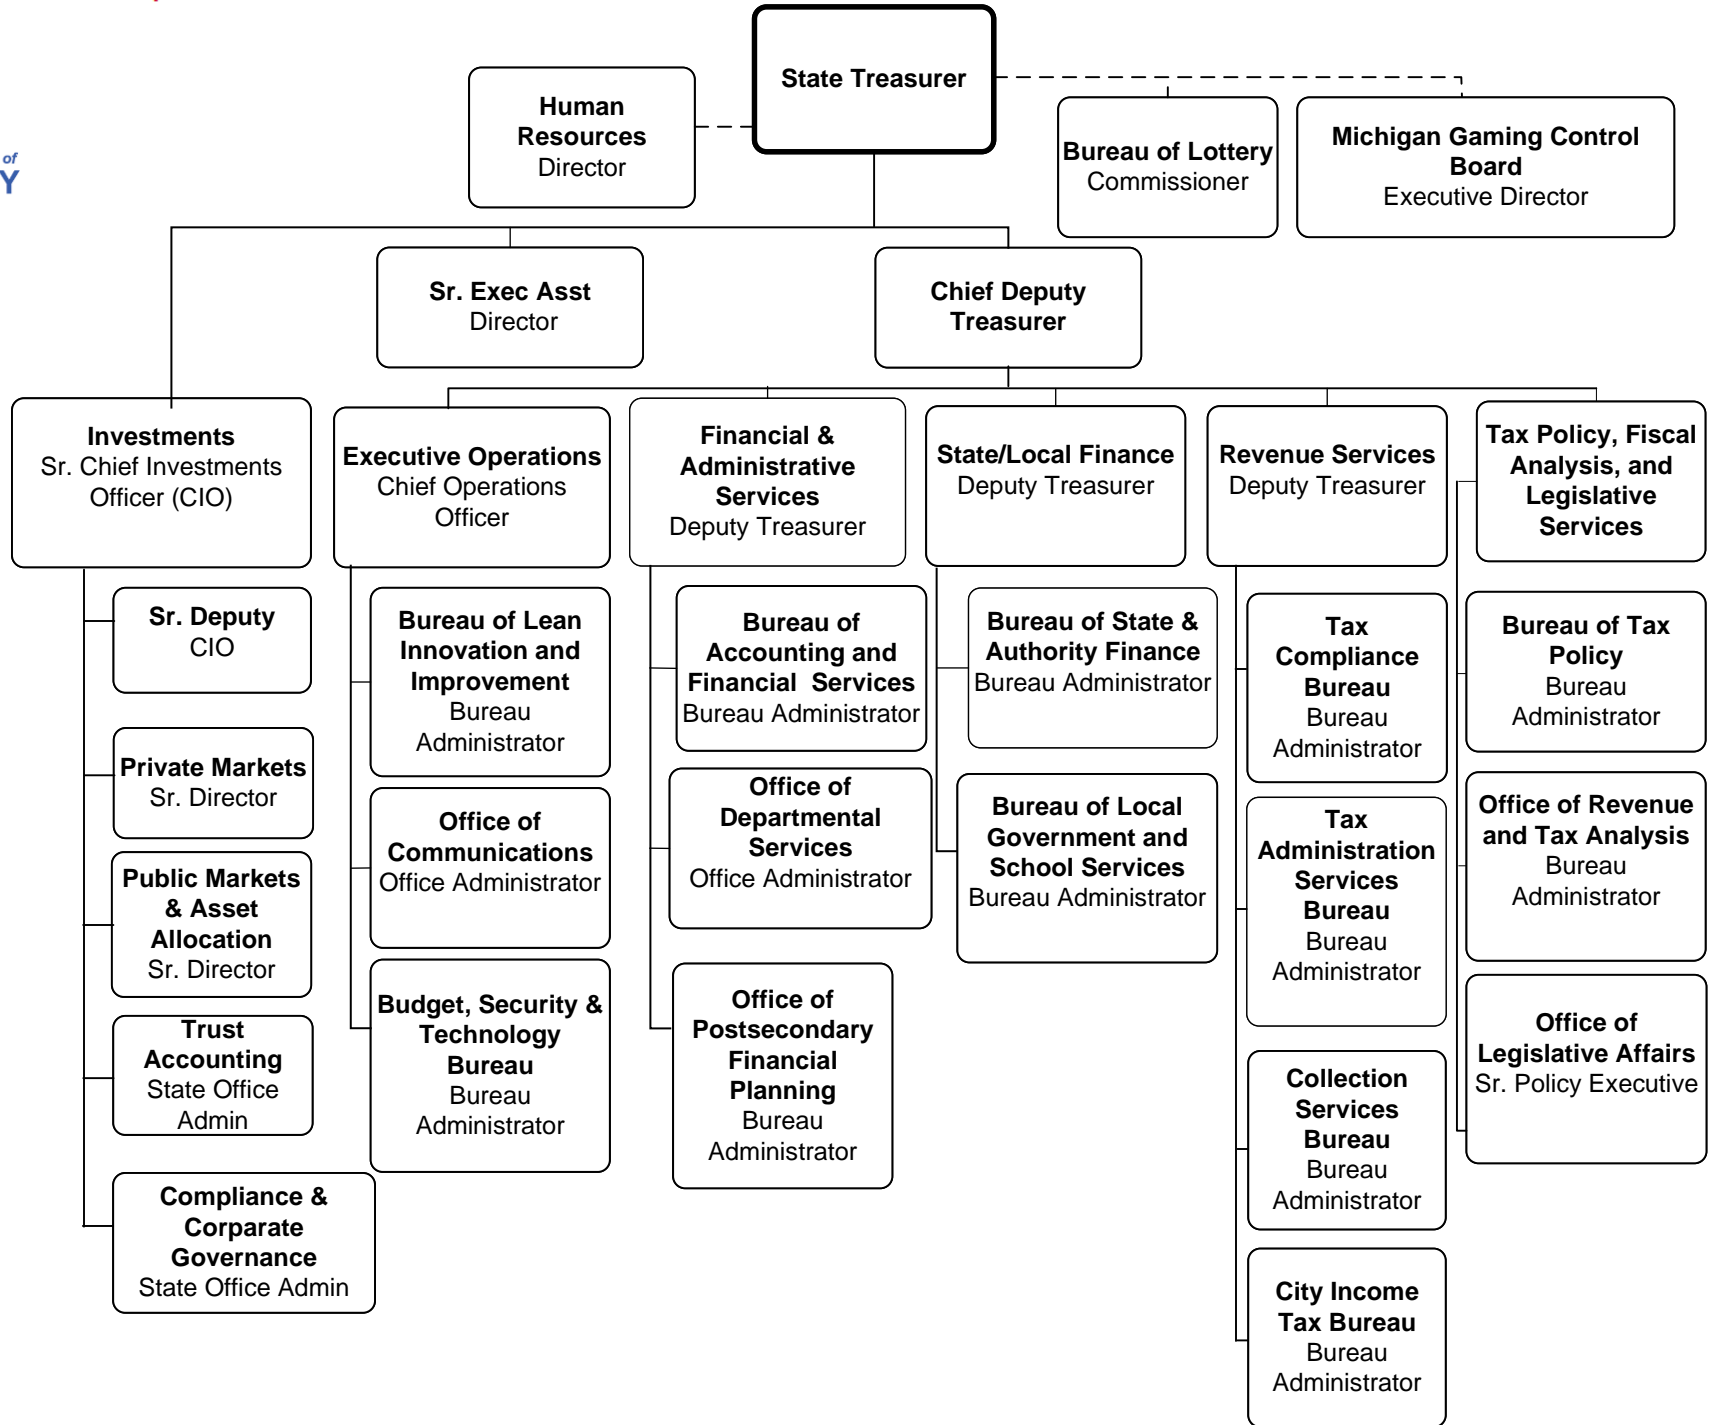 of
Y
State Treasurer
Human
Resources
Director
Bureau of Lottery
Commissioner
Michigan Gaming Control
Board
Executive Director
Sr. Exec Asst
Director
Chief Deputy
Treasurer
Investments
Sr. Chief Investments
Officer (CIO)
Executive Operations
Chief Operations
Officer
Financial &
Administrative
Services
Deputy Treasurer
State/Local Finance
Deputy Treasurer
Revenue Services
Deputy Treasurer
Tax Policy, Fiscal
Analysis, and
Legislative
Services
Sr. Deputy
CIO
Private Markets
Sr. Director
Public Markets
& Asset
Allocation
Sr. Director
Trust
Accounting
State Office
Admin
Compliance &
Corparate
Governance
State Office Admin
Bureau of Lean
Innovation and
Improvement
Bureau
Administrator
Office of
Communications
Office Administrator
Budget, Security &
Technology
Bureau
Bureau
Administrator
Bureau of
Accounting and
Financial Services
Bureau Administrator
Office of
Departmental
Services
Office Administrator
Office of
Postsecondary
Financial
Planning
Bureau
Administrator
Bureau of State &
Authority Finance
Bureau Administrator
Bureau of Local
Government and
School Services
Bureau Administrator
Tax
Compliance
Bureau
Bureau
Administrator
Tax
Administration
Services
Bureau
Bureau
Administrator
Collection
Services
Bureau
Bureau
Administrator
City Income
Tax Bureau
Bureau
Administrator
Bureau of Tax
Policy
Bureau
Administrator
Office of Revenue
and Tax Analysis
Bureau
Administrator
Office of
Legislative Affairs
Sr. Policy Executive